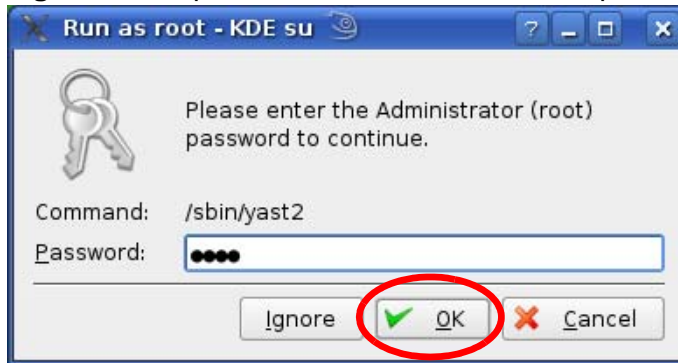 Run as root - KDE su
Please enter the Administrator (root)
password to continue.
Command: /sbin/yast2
Password: ●●●●
Ignore OK Cancel